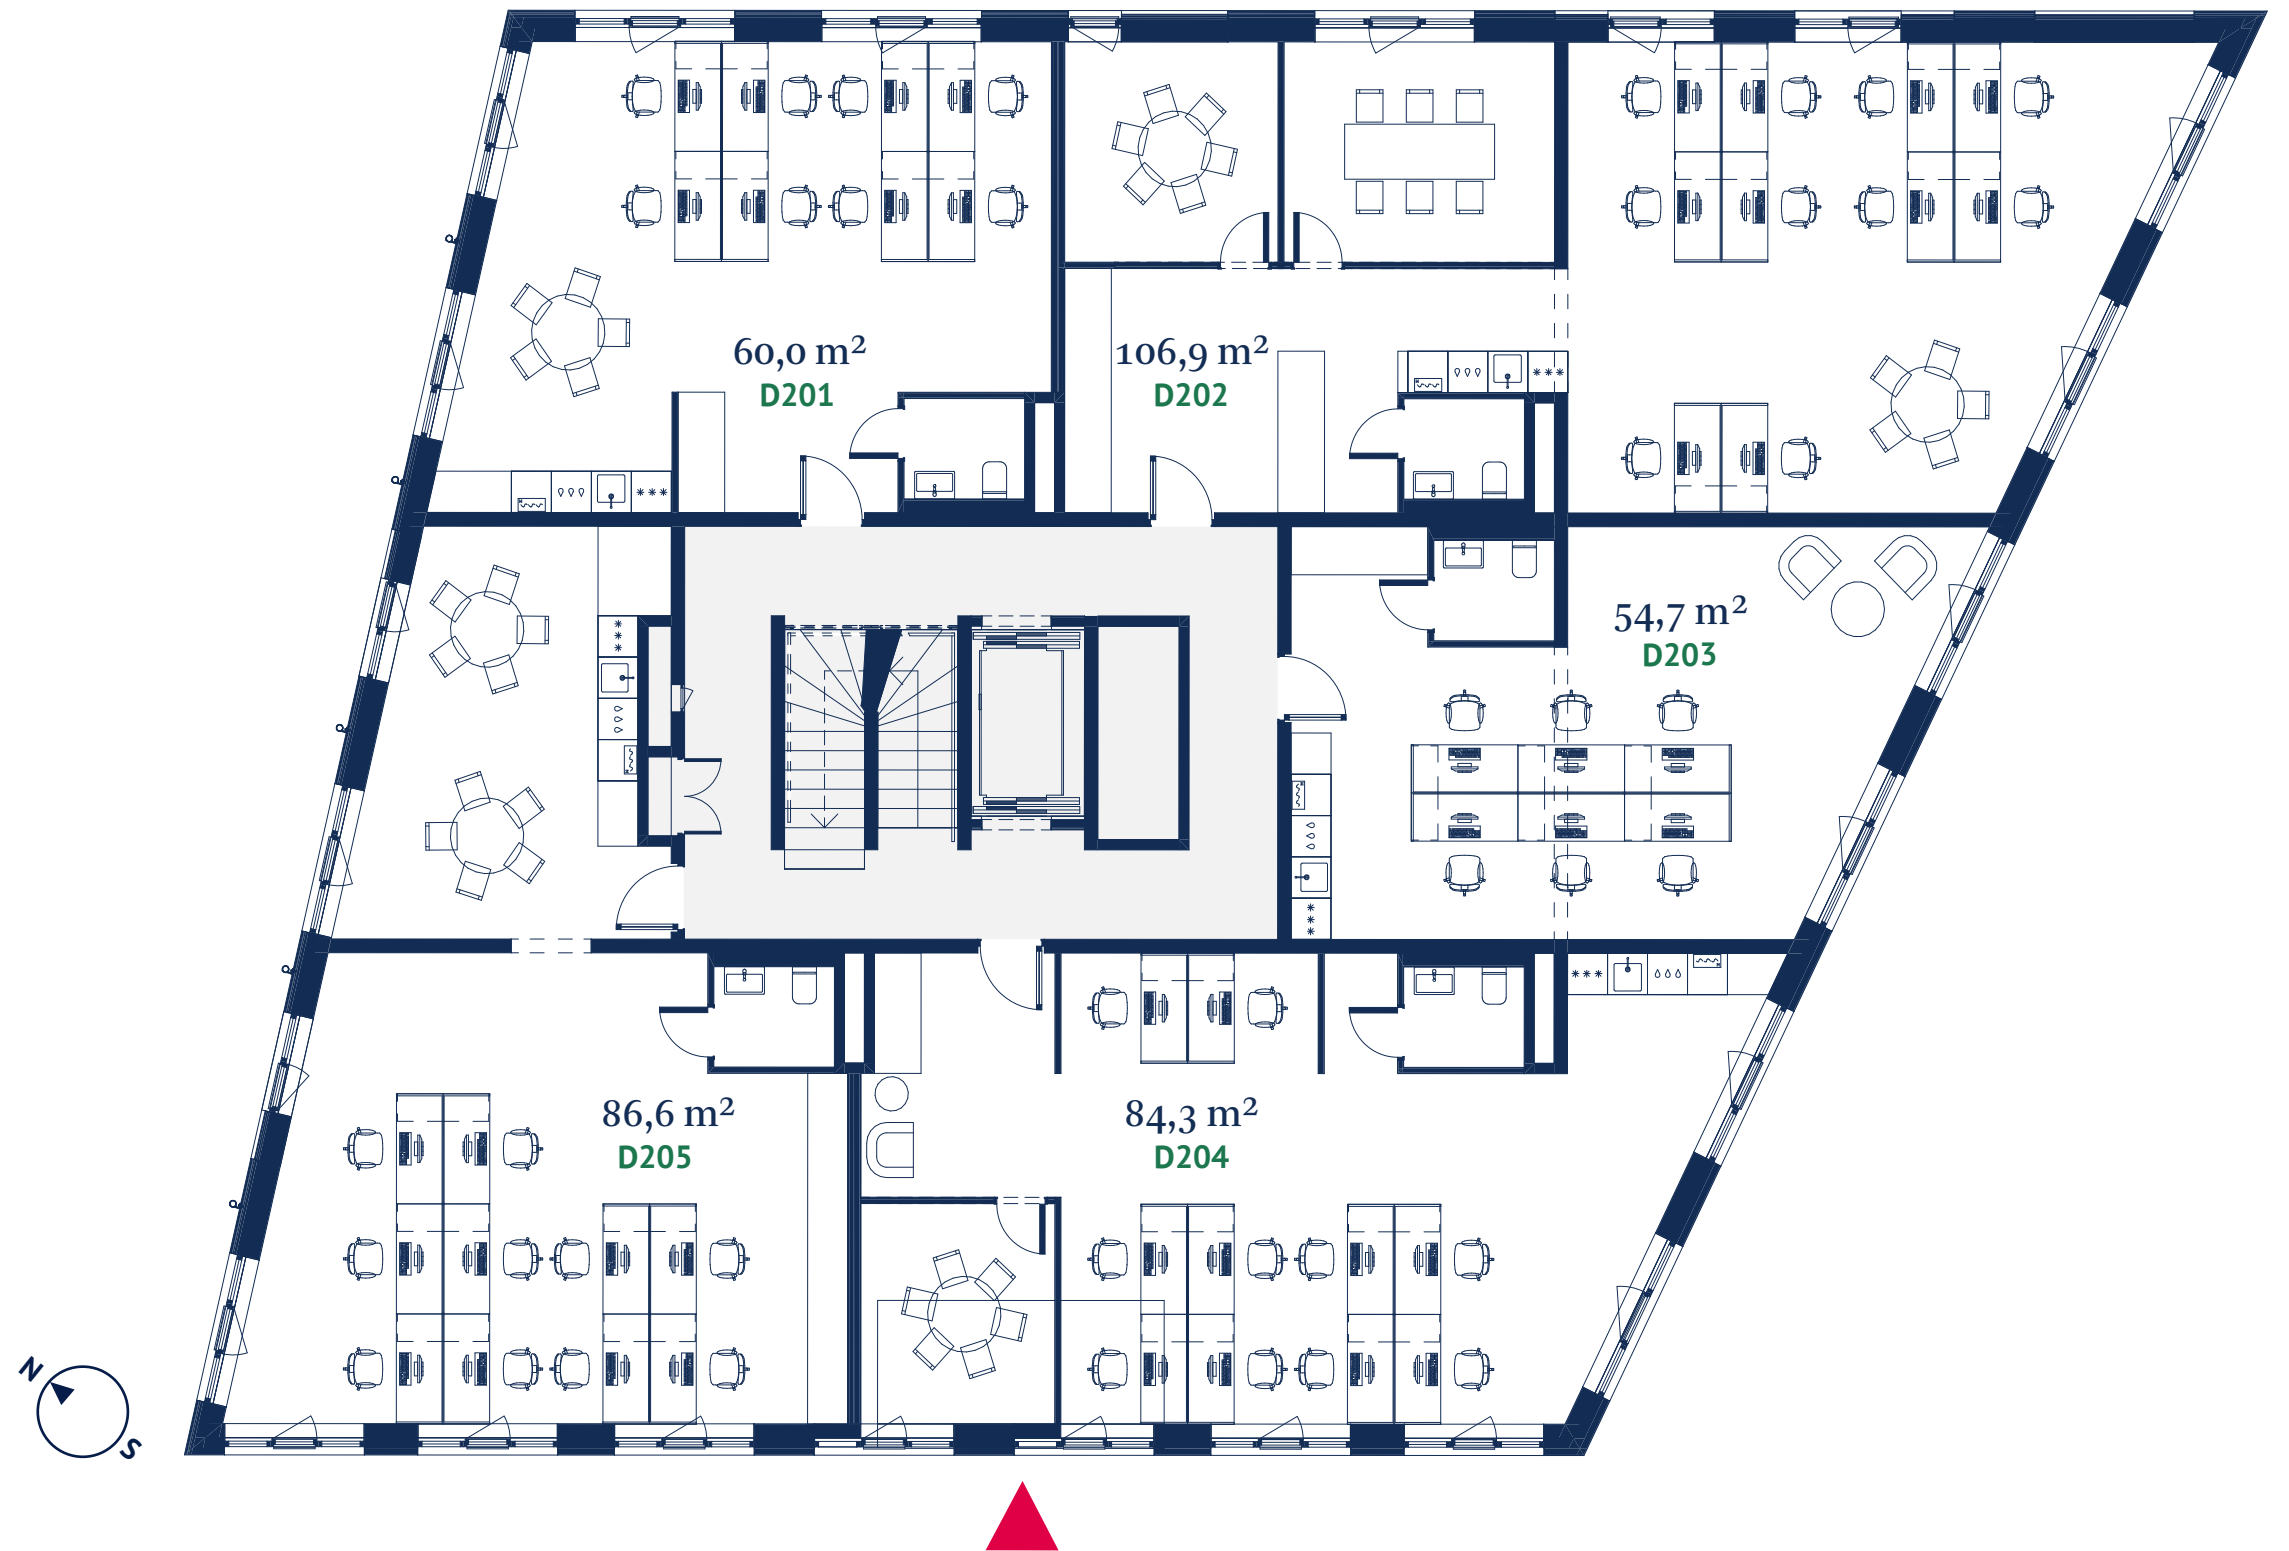 60,0 m²
D201
106,9 m²
D202
54,7 m²
D203
86,6 m²
D205
84,3 m²
D204
N
S